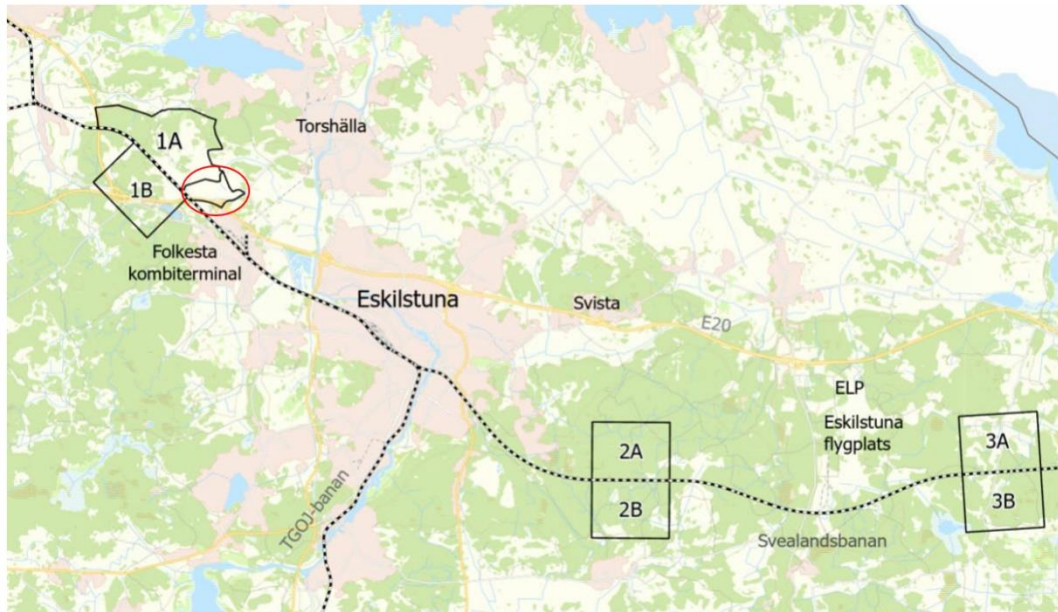 Torshälla
1A
1B
Folkesta
kombiterminal
Eskilstuna
Svista
E20
ELP
Eskilstuna
flygplats
2A
3A
2B
3B
TGOJ-banan
Svealandsbanan